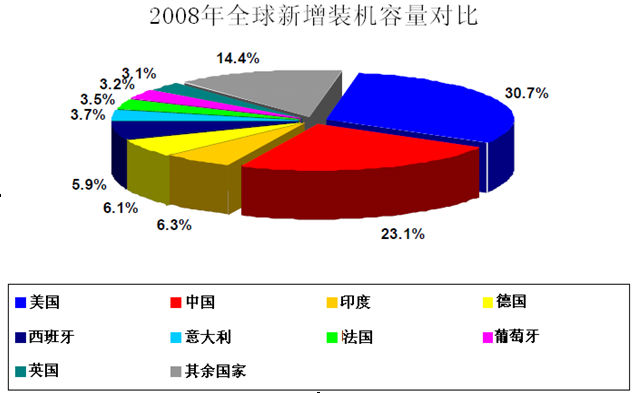 2008年全球新增装机容量对比
14.4%
30.7%
3.1%
3.2%
3.5%
3.7%
5.9%
6.1%
6.3%
23.1%
美国 中国 印度 德国
西班牙 意大利 法国 葡萄牙
英国 其余国家